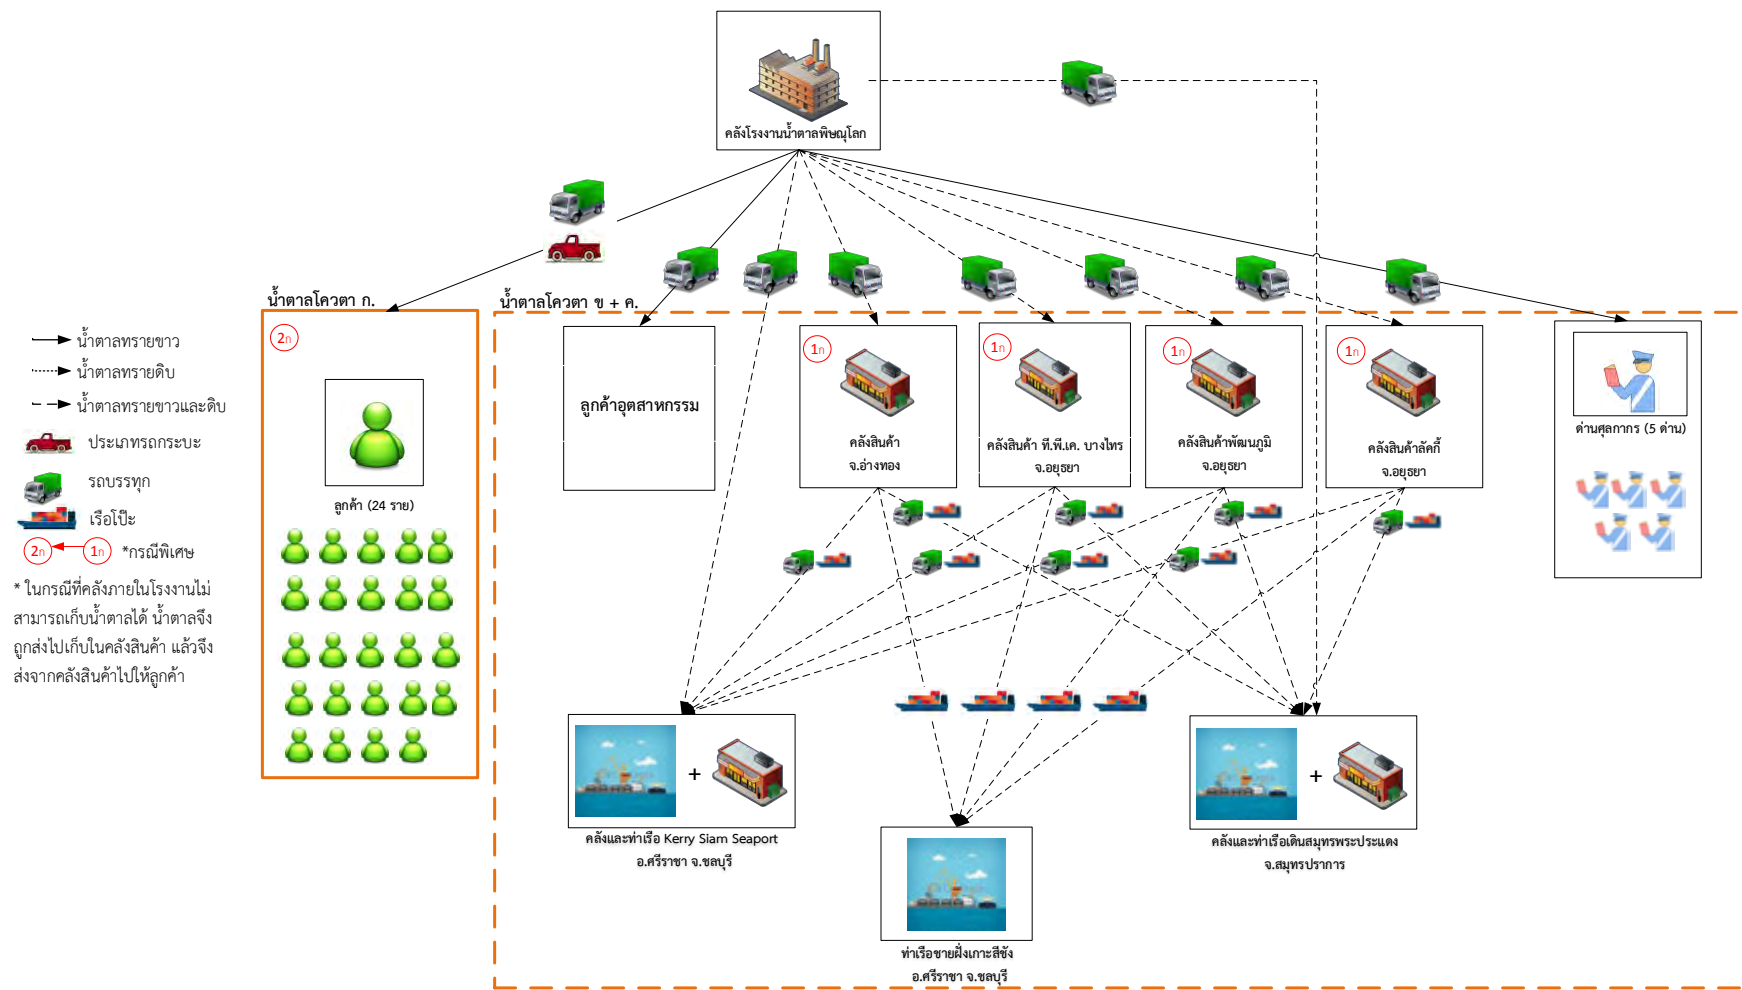 คลังโรงงานน้ำตาลพิษณุโลก
น้ำตาลโควตา ก.
น้ำตาลโควตา ข + ค.
น้ำตาลทรายขาว
น้ำตาลทรายดิบ
น้ำตาลทรายขาวและดิบ
ประเภทรถกระบะ
รถบรรทุก
เรือโป๊ะ
2ก
1ก
*กรณีพิเศษ
* ในกรณีที่คลังภายในโรงงานไม่
สามารถเก็บน้ำตาลได้ น้ำตาลจึง
ถูกส่งไปเก็บในคลังสินค้า แล้วจึง
ส่งจากคลังสินค้าไปให้ลูกค้า
2ก
ลูกค้า (24 ราย)
ลูกค้าอุตสาหกรรม
1ก
คลังสินค้า
จ.อ่างทอง
1ก
คลังสินค้า ที.พี.เค. บางไทร
จ.อยุธยา
1ก
คลังสินค้าพัฒนภูมิ
จ.อยุธยา
1ก
คลังสินค้าลัคกี้
จ.อยุธยา
ด่านศุลกากร (5 ด่าน)
+
คลังและท่าเรือ Kerry Siam Seaport
อ.ศรีราชา จ.ชลบุรี
ท่าเรือชายฝั่งเกาะสีชัง
อ.ศรีราชา จ.ชลบุรี
+
คลังและท่าเรือเดินสมุทรพระประแดง
จ.สมุทรปราการ